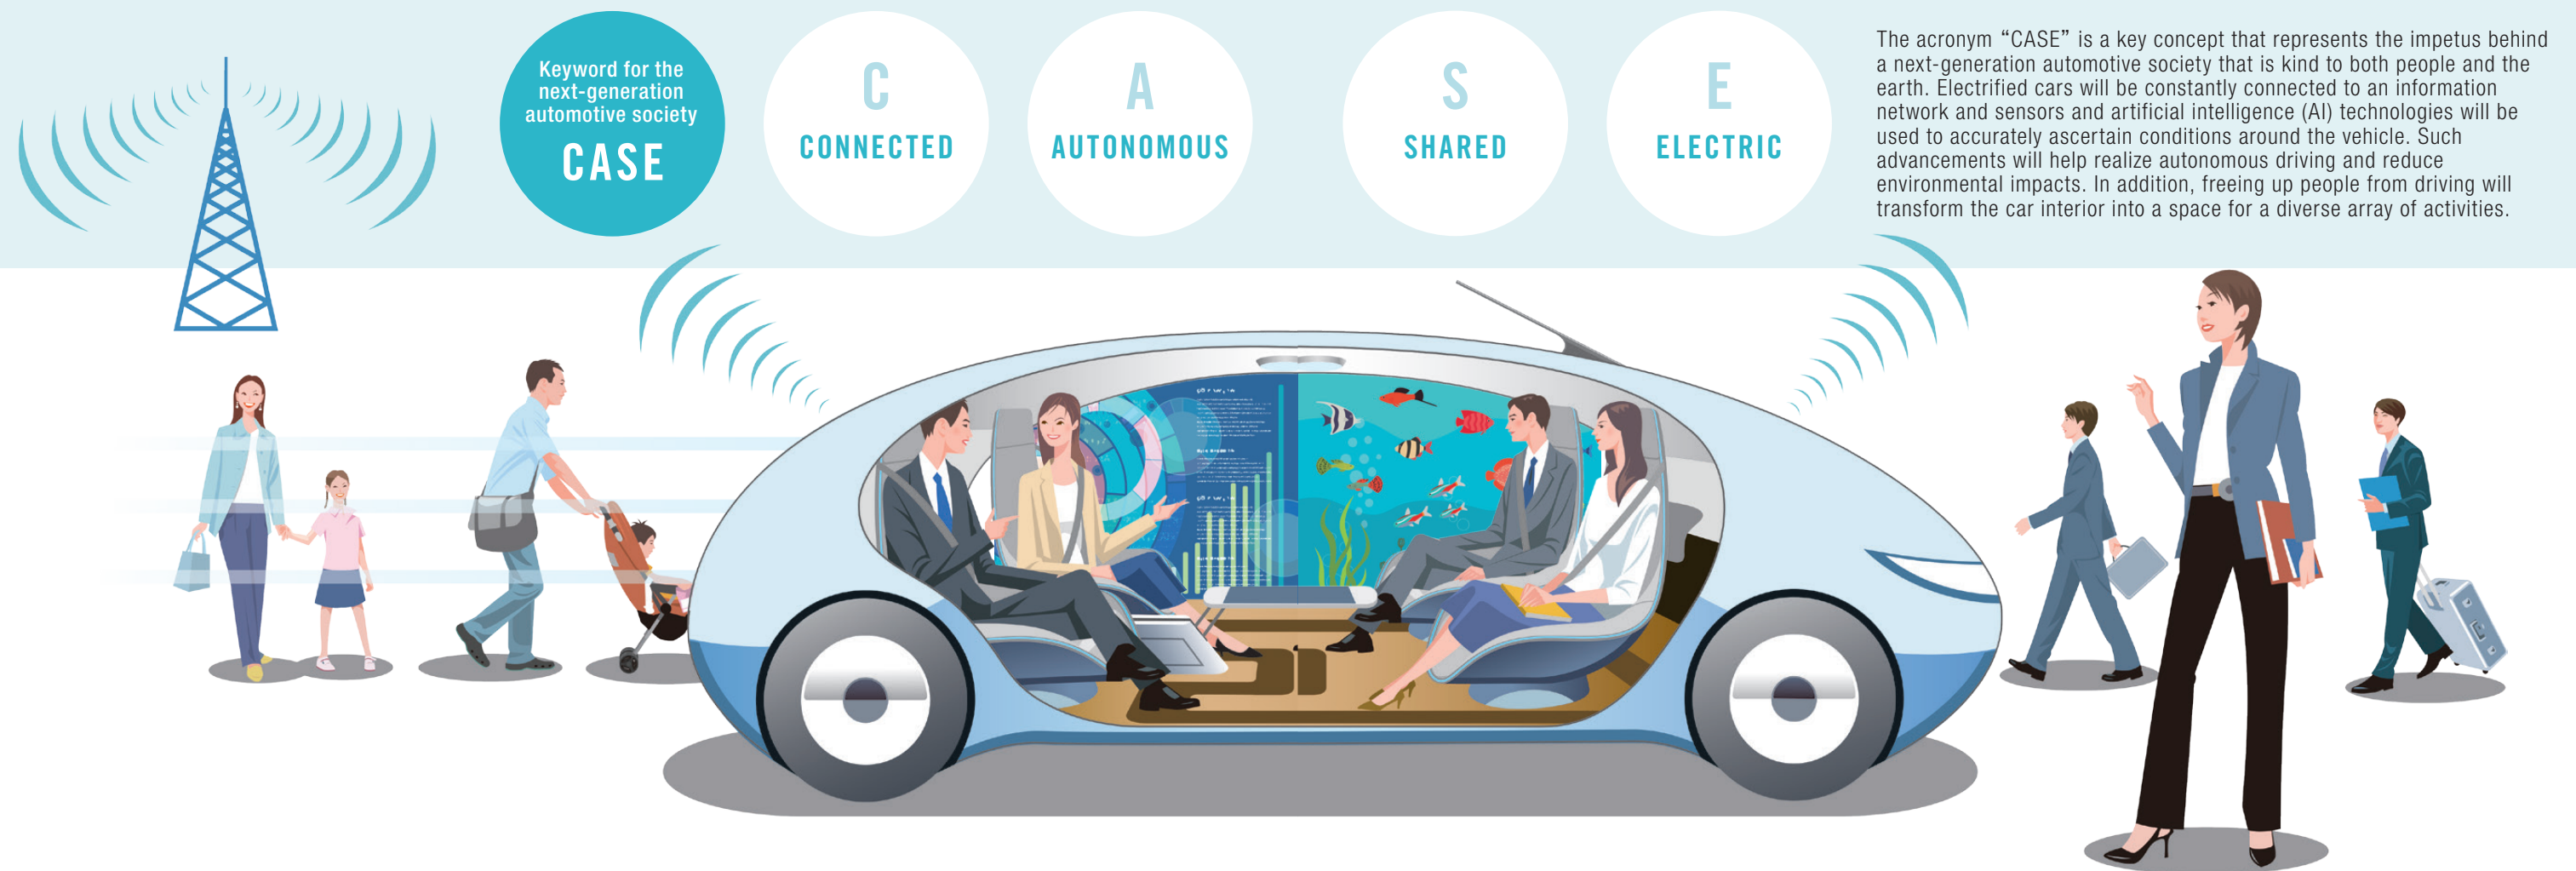 Keyword for the
next-generation
automotive society
CASE
C
CONNECTED
A
AUTONOMOUS
S
SHARED
E
ELECTRIC
The acronym “CASE” is a key concept that represents the impetus behind
a next-generation automotive society that is kind to both people and the
earth. Electrified cars will be constantly connected to an information
network and sensors and artificial intelligence (AI) technologies will be
used to accurately ascertain conditions around the vehicle. Such
advancements will help realize autonomous driving and reduce
environmental impacts. In addition, freeing up people from driving will
transform the car interior into a space for a diverse array of activities.